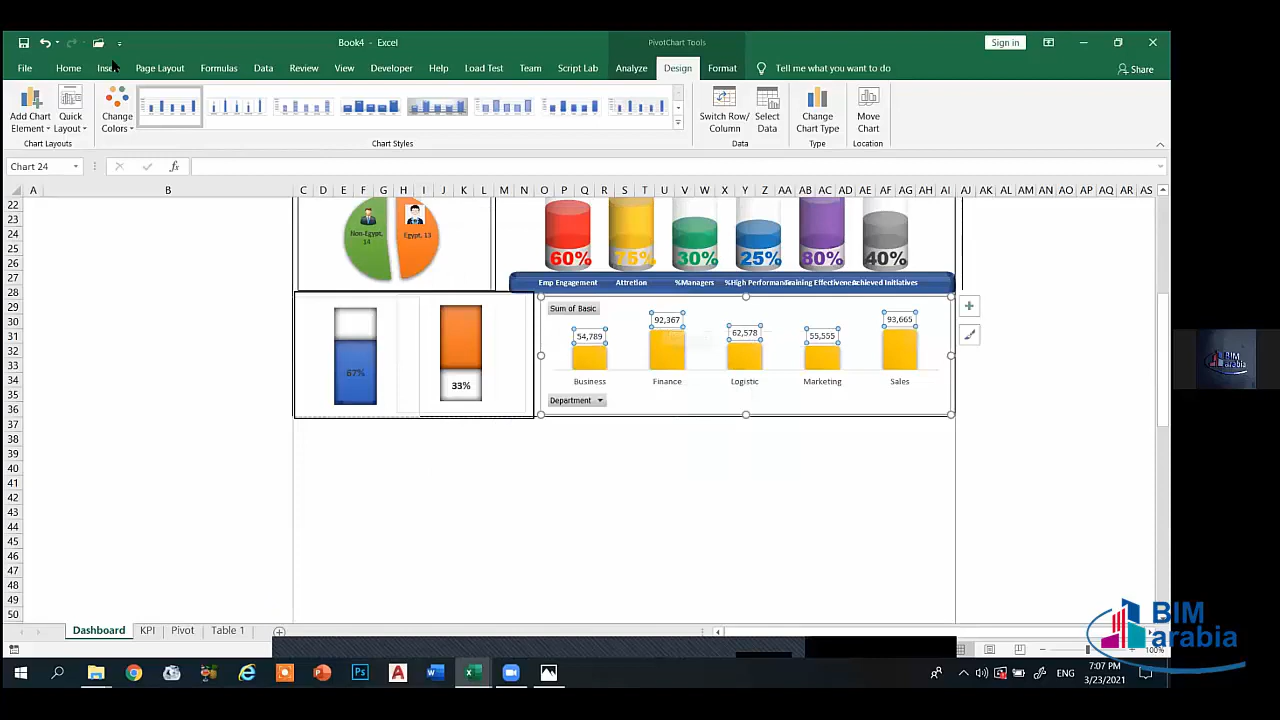 Book4 - Excel
PivotChart Tools
Sign in
File Home Inse Page Layout Formulas Data Review View Developer Help Load Test Team Script Lab Analyze Design Format Tell me what you want to do
Share
Add Chart Element
Quick Layout
Change Colors
Switch Row/ Column
Select Data
Change Chart Type
Move Chart
Chart Layouts
Chart Styles
Data
Type
Location
Chart 24
fx
A B C D E F G H I J K L M N O P Q R S T U V W X Y Z AA AB AC AD AE AF AG AH AI AJ AK AL AM AN AO AP AQ AR AS
22
23
24
25
26
27
28
29
30
31
32
33
34
35
36
37
38
39
40
41
42
43
44
45
46
47
48
49
50
Non-Egypt, 14
Egypt, 13
60% 75% 30% 25% 80% 40%
Emp Engagement Attretion %Managers %High Performance Training Effectiveness Achieved Initiatives
67%
33%
Sum of Basic
54,789 92,367 62,578 55,555 93,665
Business Finance Logistic Marketing Sales
Department
BIM arabia
Dashboard KPI Pivot Table 1
100%
BIM
arabia
ENG
7:07 PM
3/23/2021